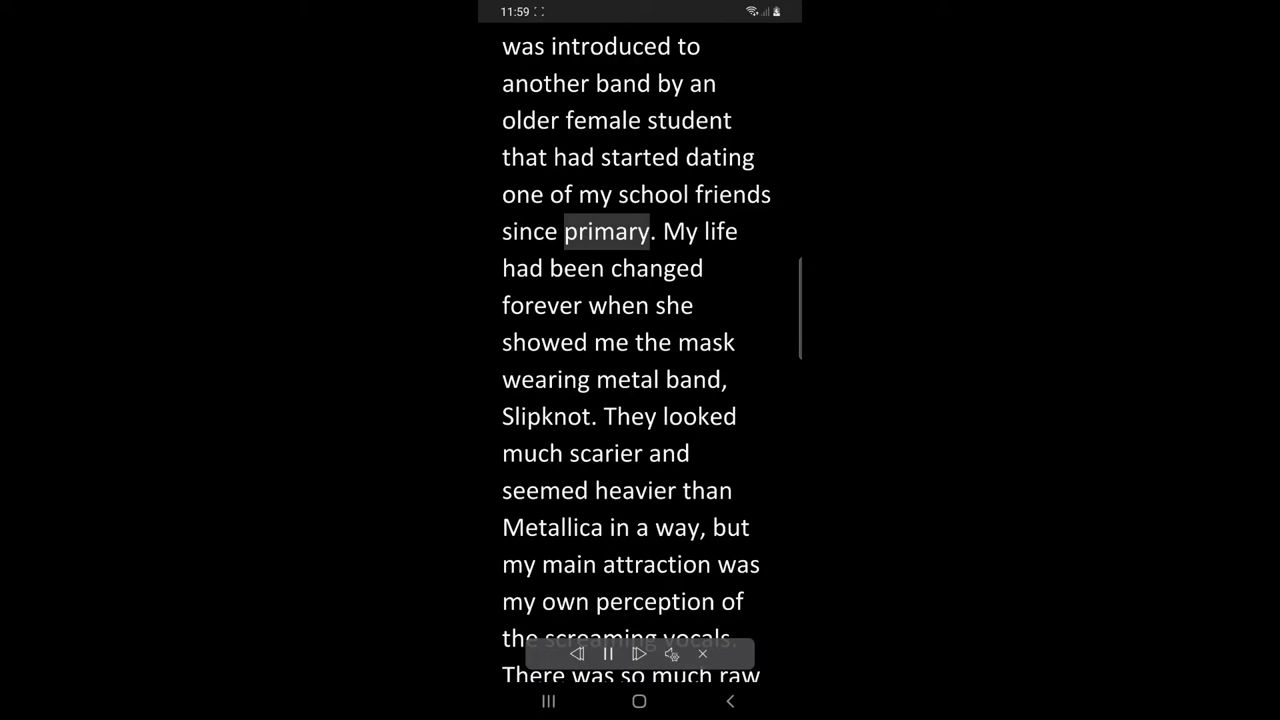 11:59
was introduced to
another band by an
older female student
that had started dating
one of my school friends
since primary. My life
had been changed
forever when she
showed me the mask
wearing metal band,
Slipknot. They looked
much scarier and
seemed heavier than
Metallica in a way, but
my main attraction was
my own perception of
the screaming vocals.
There was so much raw